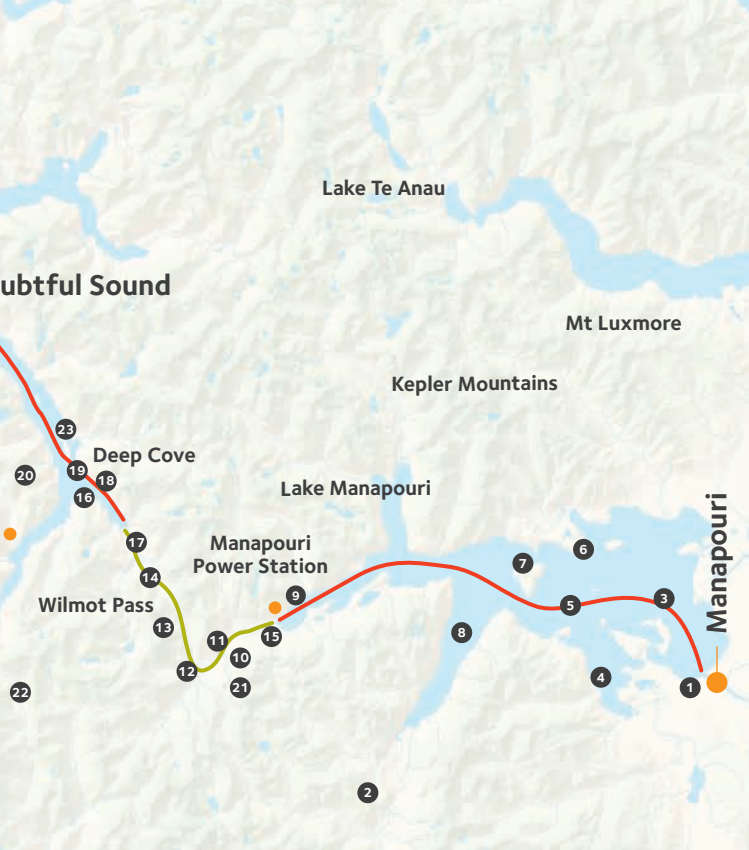 Lake Te Anau
ubtful Sound
Mt Luxmore
Kepler Mountains
23
Deep Cove
19
20
18
16
Lake Manapouri
Manapouri
17
Manapouri
Power Station
6
7
14
9
3
5
Wilmot Pass
13
8
15
11
10
12
4
21
1
22
2